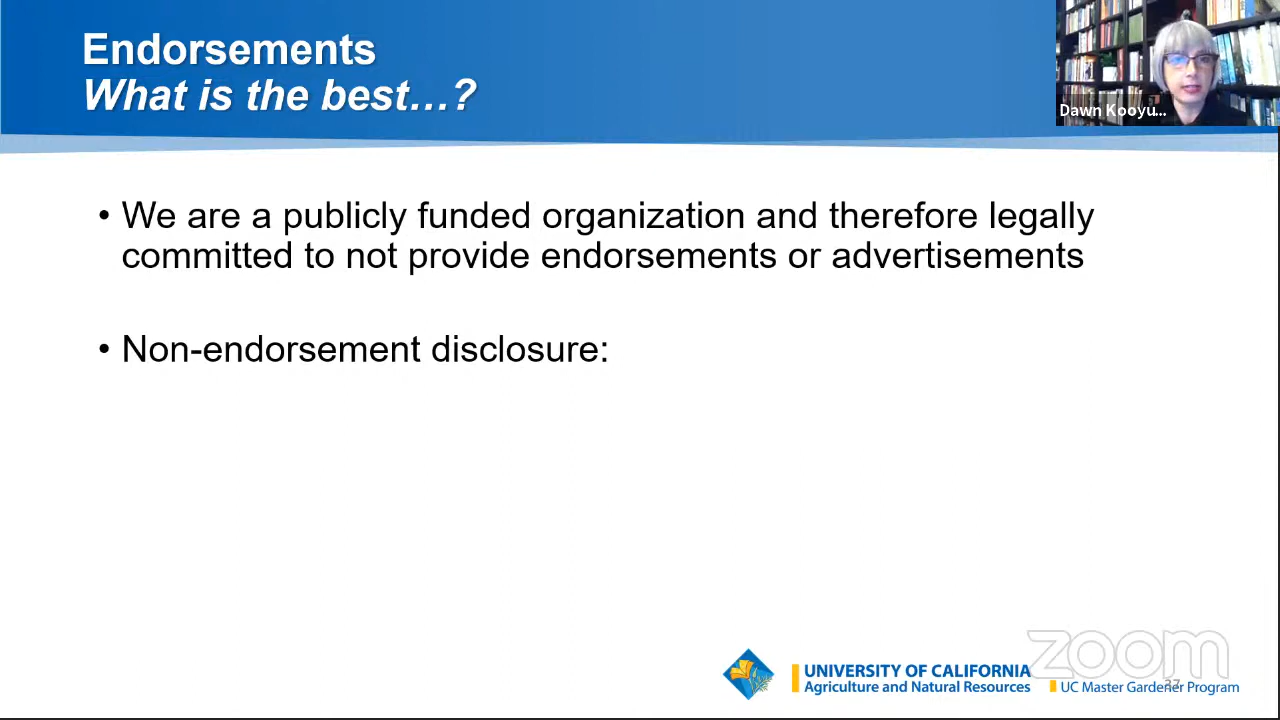 Endorsements
What is the best…?
Dawn Kooyu...
• We are a publicly funded organization and therefore legally
committed to not provide endorsements or advertisements
• Non-endorsement disclosure:
zoom
UNIVERSITY OF CALIFORNIA
Agriculture and Natural Resources
UC Master Gardener Program
37